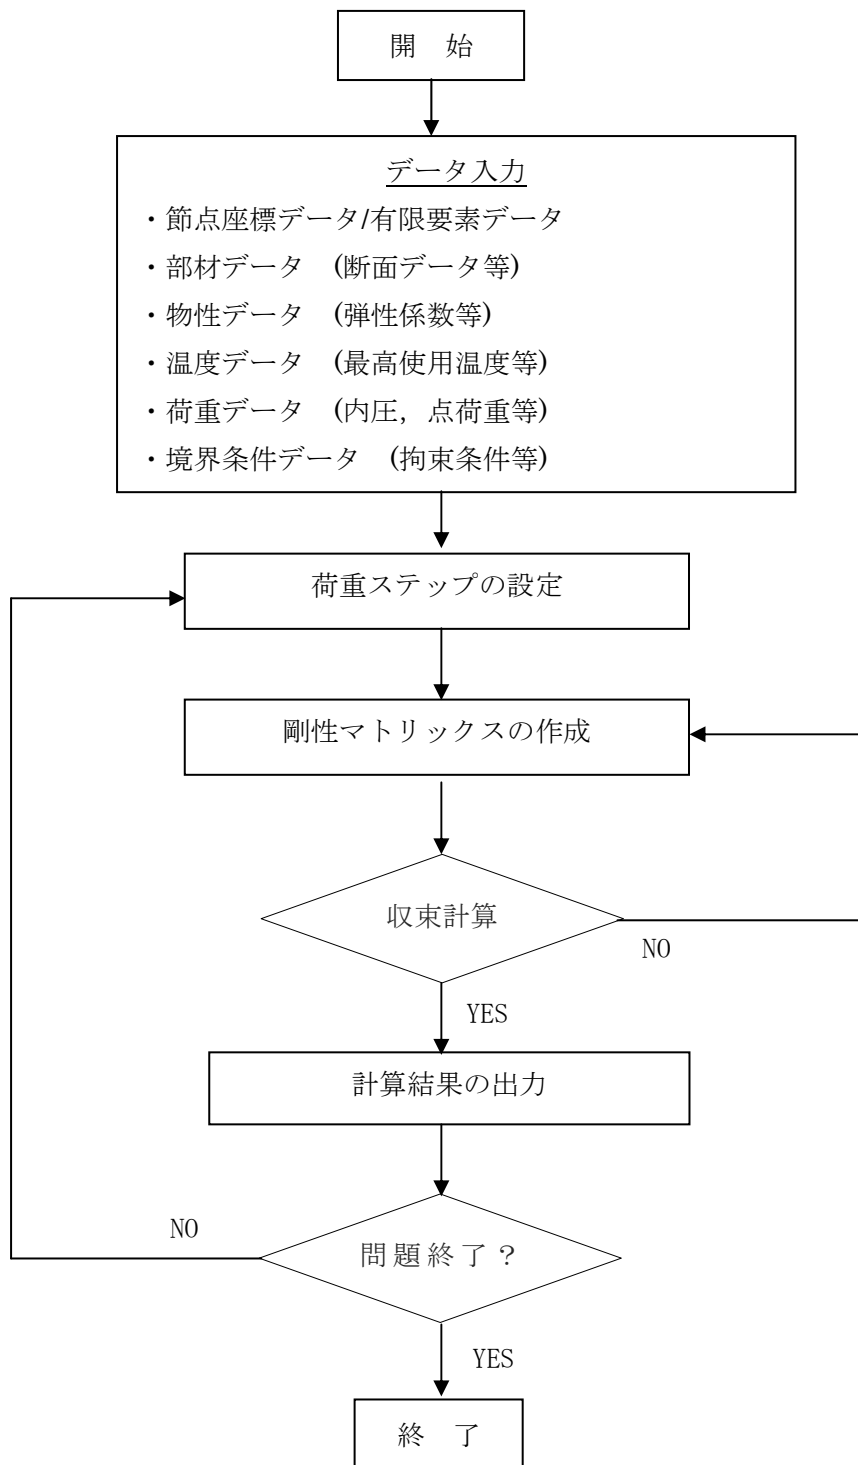 開　始
データ入力
・節点座標データ/有限要素データ
・部材データ　(断面データ等)
・物性データ　(弾性係数等)
・温度データ　(最高使用温度等)
・荷重データ　(内圧，点荷重等)
・境界条件データ　(拘束条件等)
荷重ステップの設定
剛性マトリックスの作成
収束計算
NO
YES
計算結果の出力
NO
問題終了？
YES
終　了